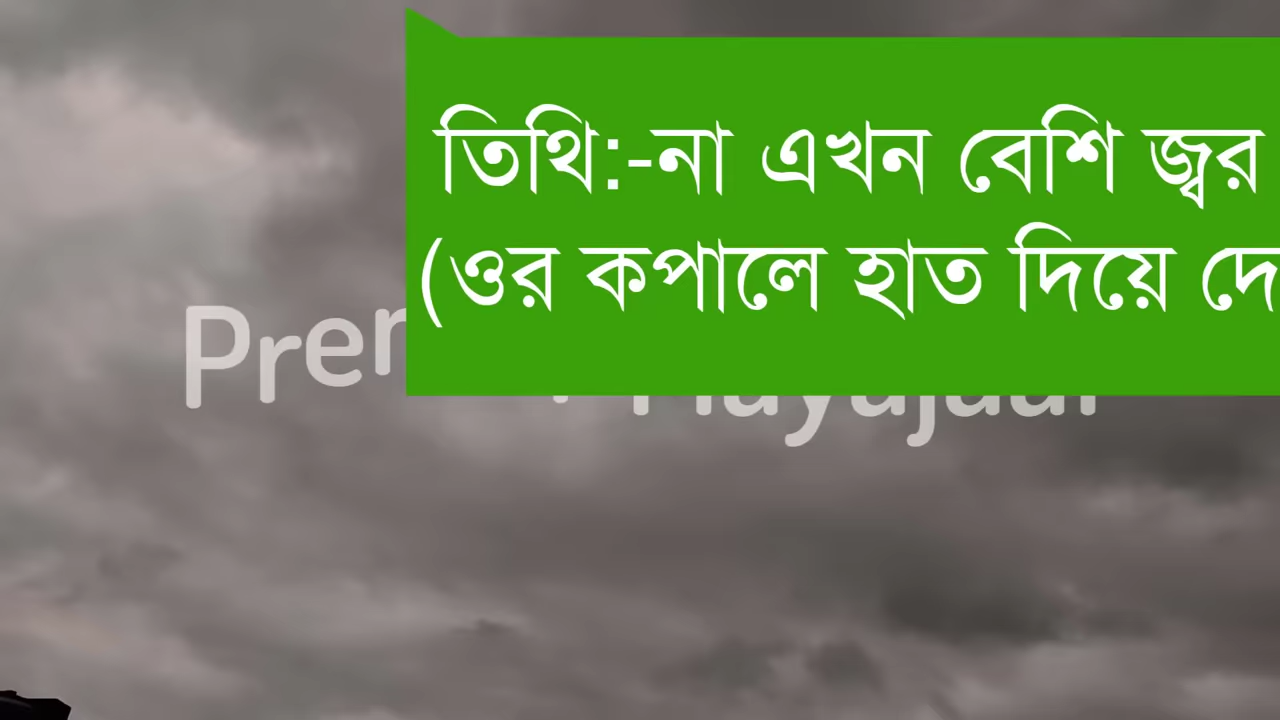 তিথি:-না এখন বেশি জ্বর
(ওর কপালে হাত দিয়ে